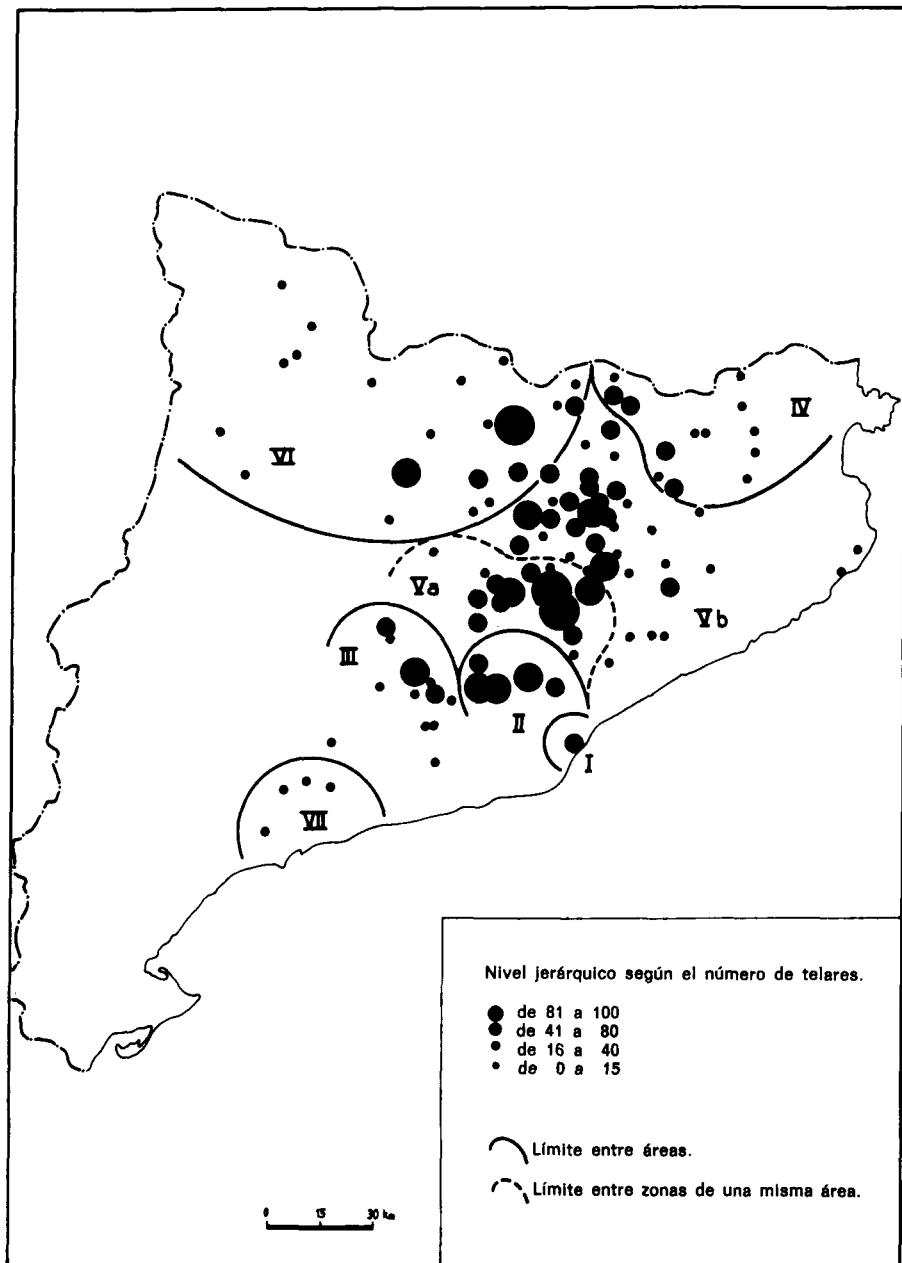 IV
VI
Va
Vb
III
II
I
VII
Nivel jerárquico según el número de telares.
de 81 a 100
de 41 a 80
de 16 a 40
de 0 a 15
Límite entre áreas.
Límite entre zonas de una misma área.
0 15 30 km